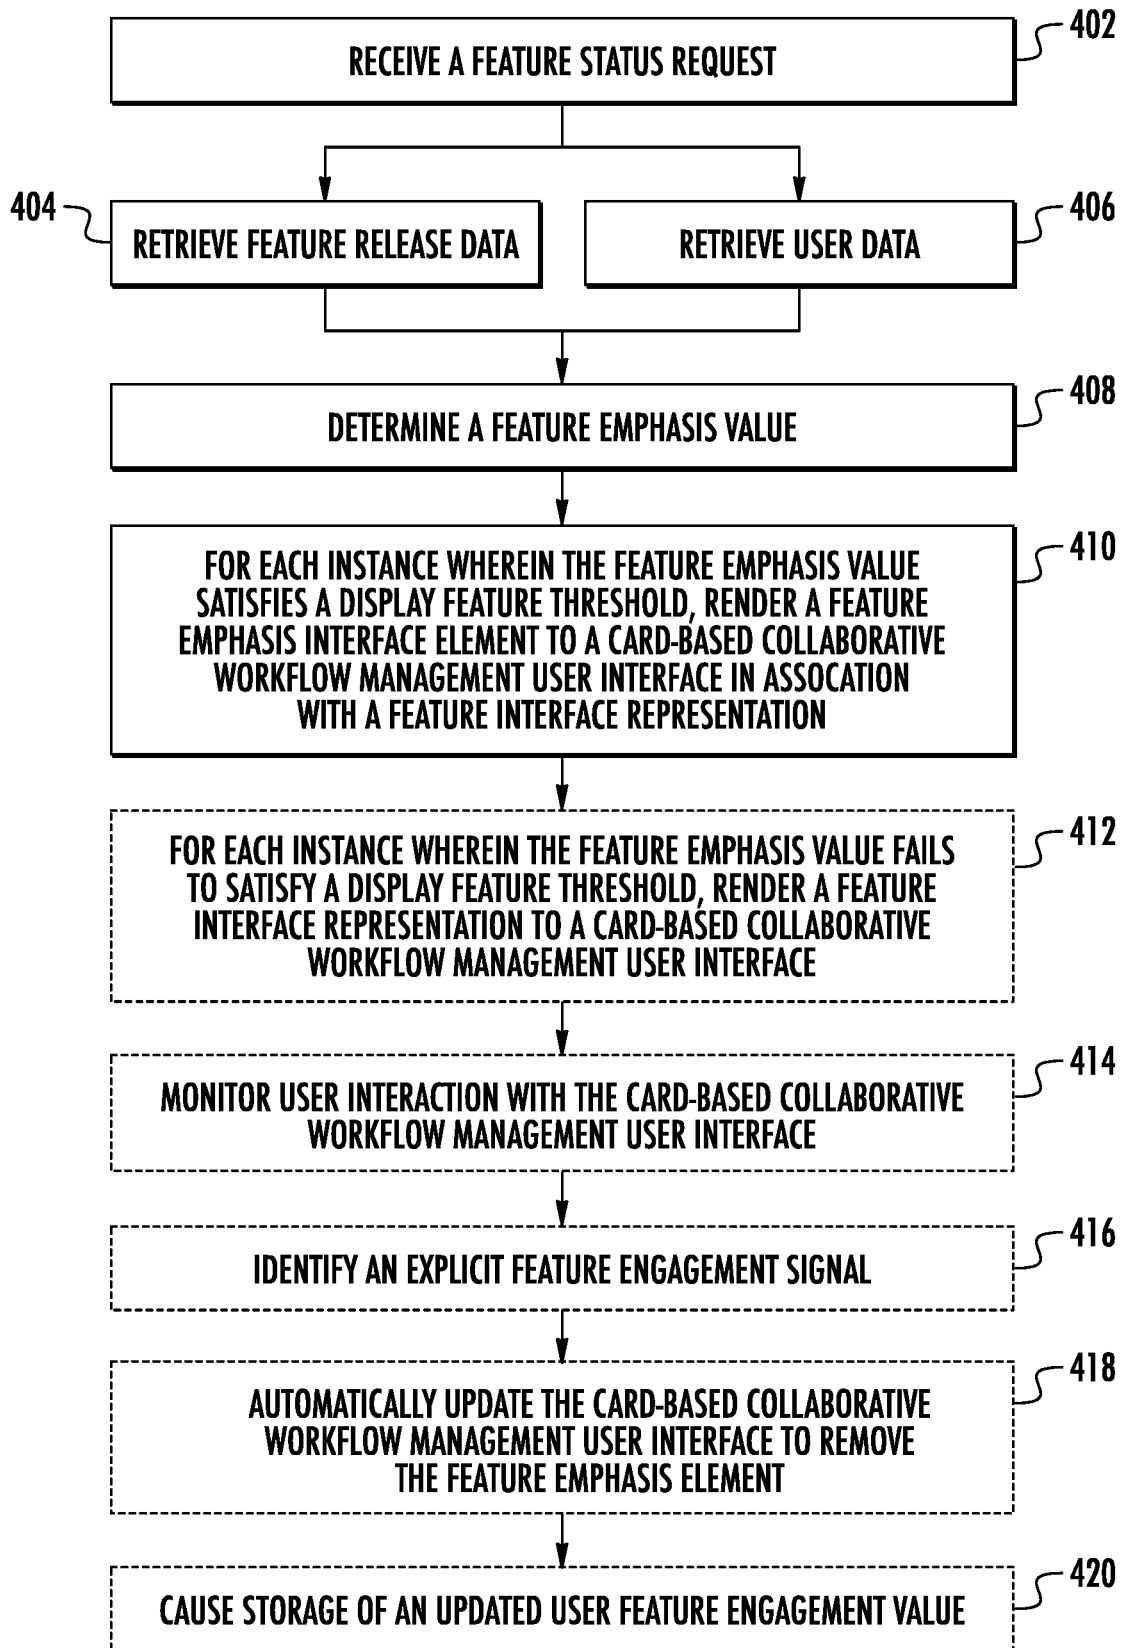 402
RECEIVE A FEATURE STATUS REQUEST
404
RETRIEVE FEATURE RELEASE DATA
RETRIEVE USER DATA
406
408
DETERMINE A FEATURE EMPHASIS VALUE
410
FOR EACH INSTANCE WHEREIN THE FEATURE EMPHASIS VALUE
SATISFIES A DISPLAY FEATURE THRESHOLD, RENDER A FEATURE
EMPHASIS INTERFACE ELEMENT TO A CARD-BASED COLLABORATIVE
WORKFLOW MANAGEMENT USER INTERFACE IN ASSOCATION
WITH A FEATURE INTERFACE REPRESENTATION
412
FOR EACH INSTANCE WHEREIN THE FEATURE EMPHASIS VALUE FAILS
TO SATISFY A DISPLAY FEATURE THRESHOLD, RENDER A FEATURE
INTERFACE REPRESENTATION TO A CARD-BASED COLLABORATIVE
WORKFLOW MANAGEMENT USER INTERFACE
414
MONITOR USER INTERACTION WITH THE CARD-BASED COLLABORATIVE
WORKFLOW MANAGEMENT USER INTERFACE
416
IDENTIFY AN EXPLICIT FEATURE ENGAGEMENT SIGNAL
418
AUTOMATICALLY UPDATE THE CARD-BASED COLLABORATIVE
WORKFLOW MANAGEMENT USER INTERFACE TO REMOVE
THE FEATURE EMPHASIS ELEMENT
420
CAUSE STORAGE OF AN UPDATED USER FEATURE ENGAGEMENT VALUE